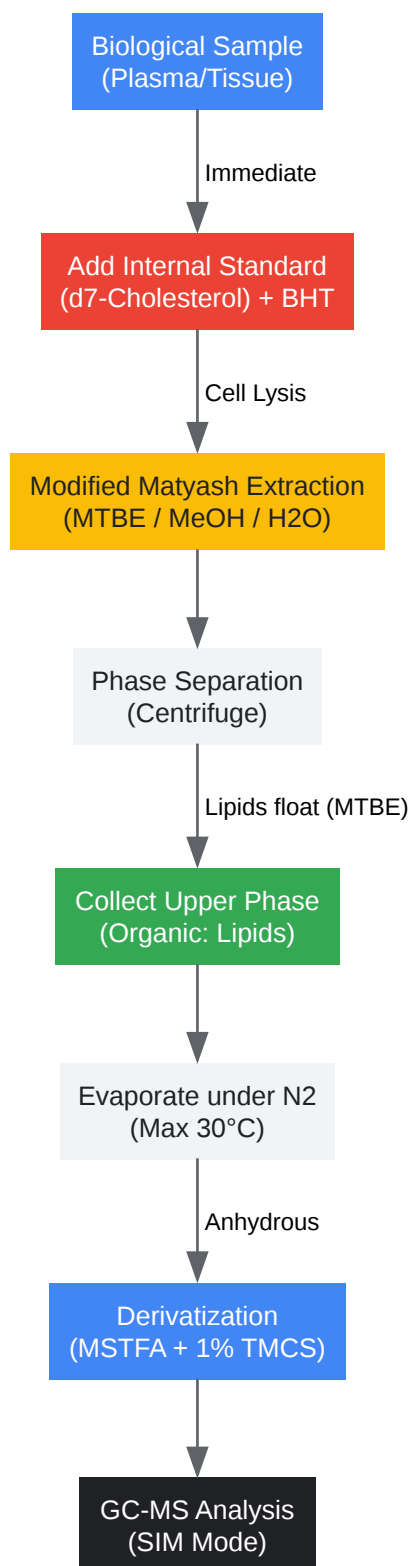 Biological Sample
(Plasma/Tissue)
Immediate
Add Internal Standard
(d7-Cholesterol) + BHT
Cell Lysis
Modified Matyash Extraction
(MTBE / MeOH / H2O)
Phase Separation
(Centrifuge)
Lipids float (MTBE)
Collect Upper Phase
(Organic: Lipids)
Evaporate under N2
(Max 30°C)
Anhydrous
Derivatization
(MSTFA + 1% TMCS)
GC-MS Analysis
(SIM Mode)